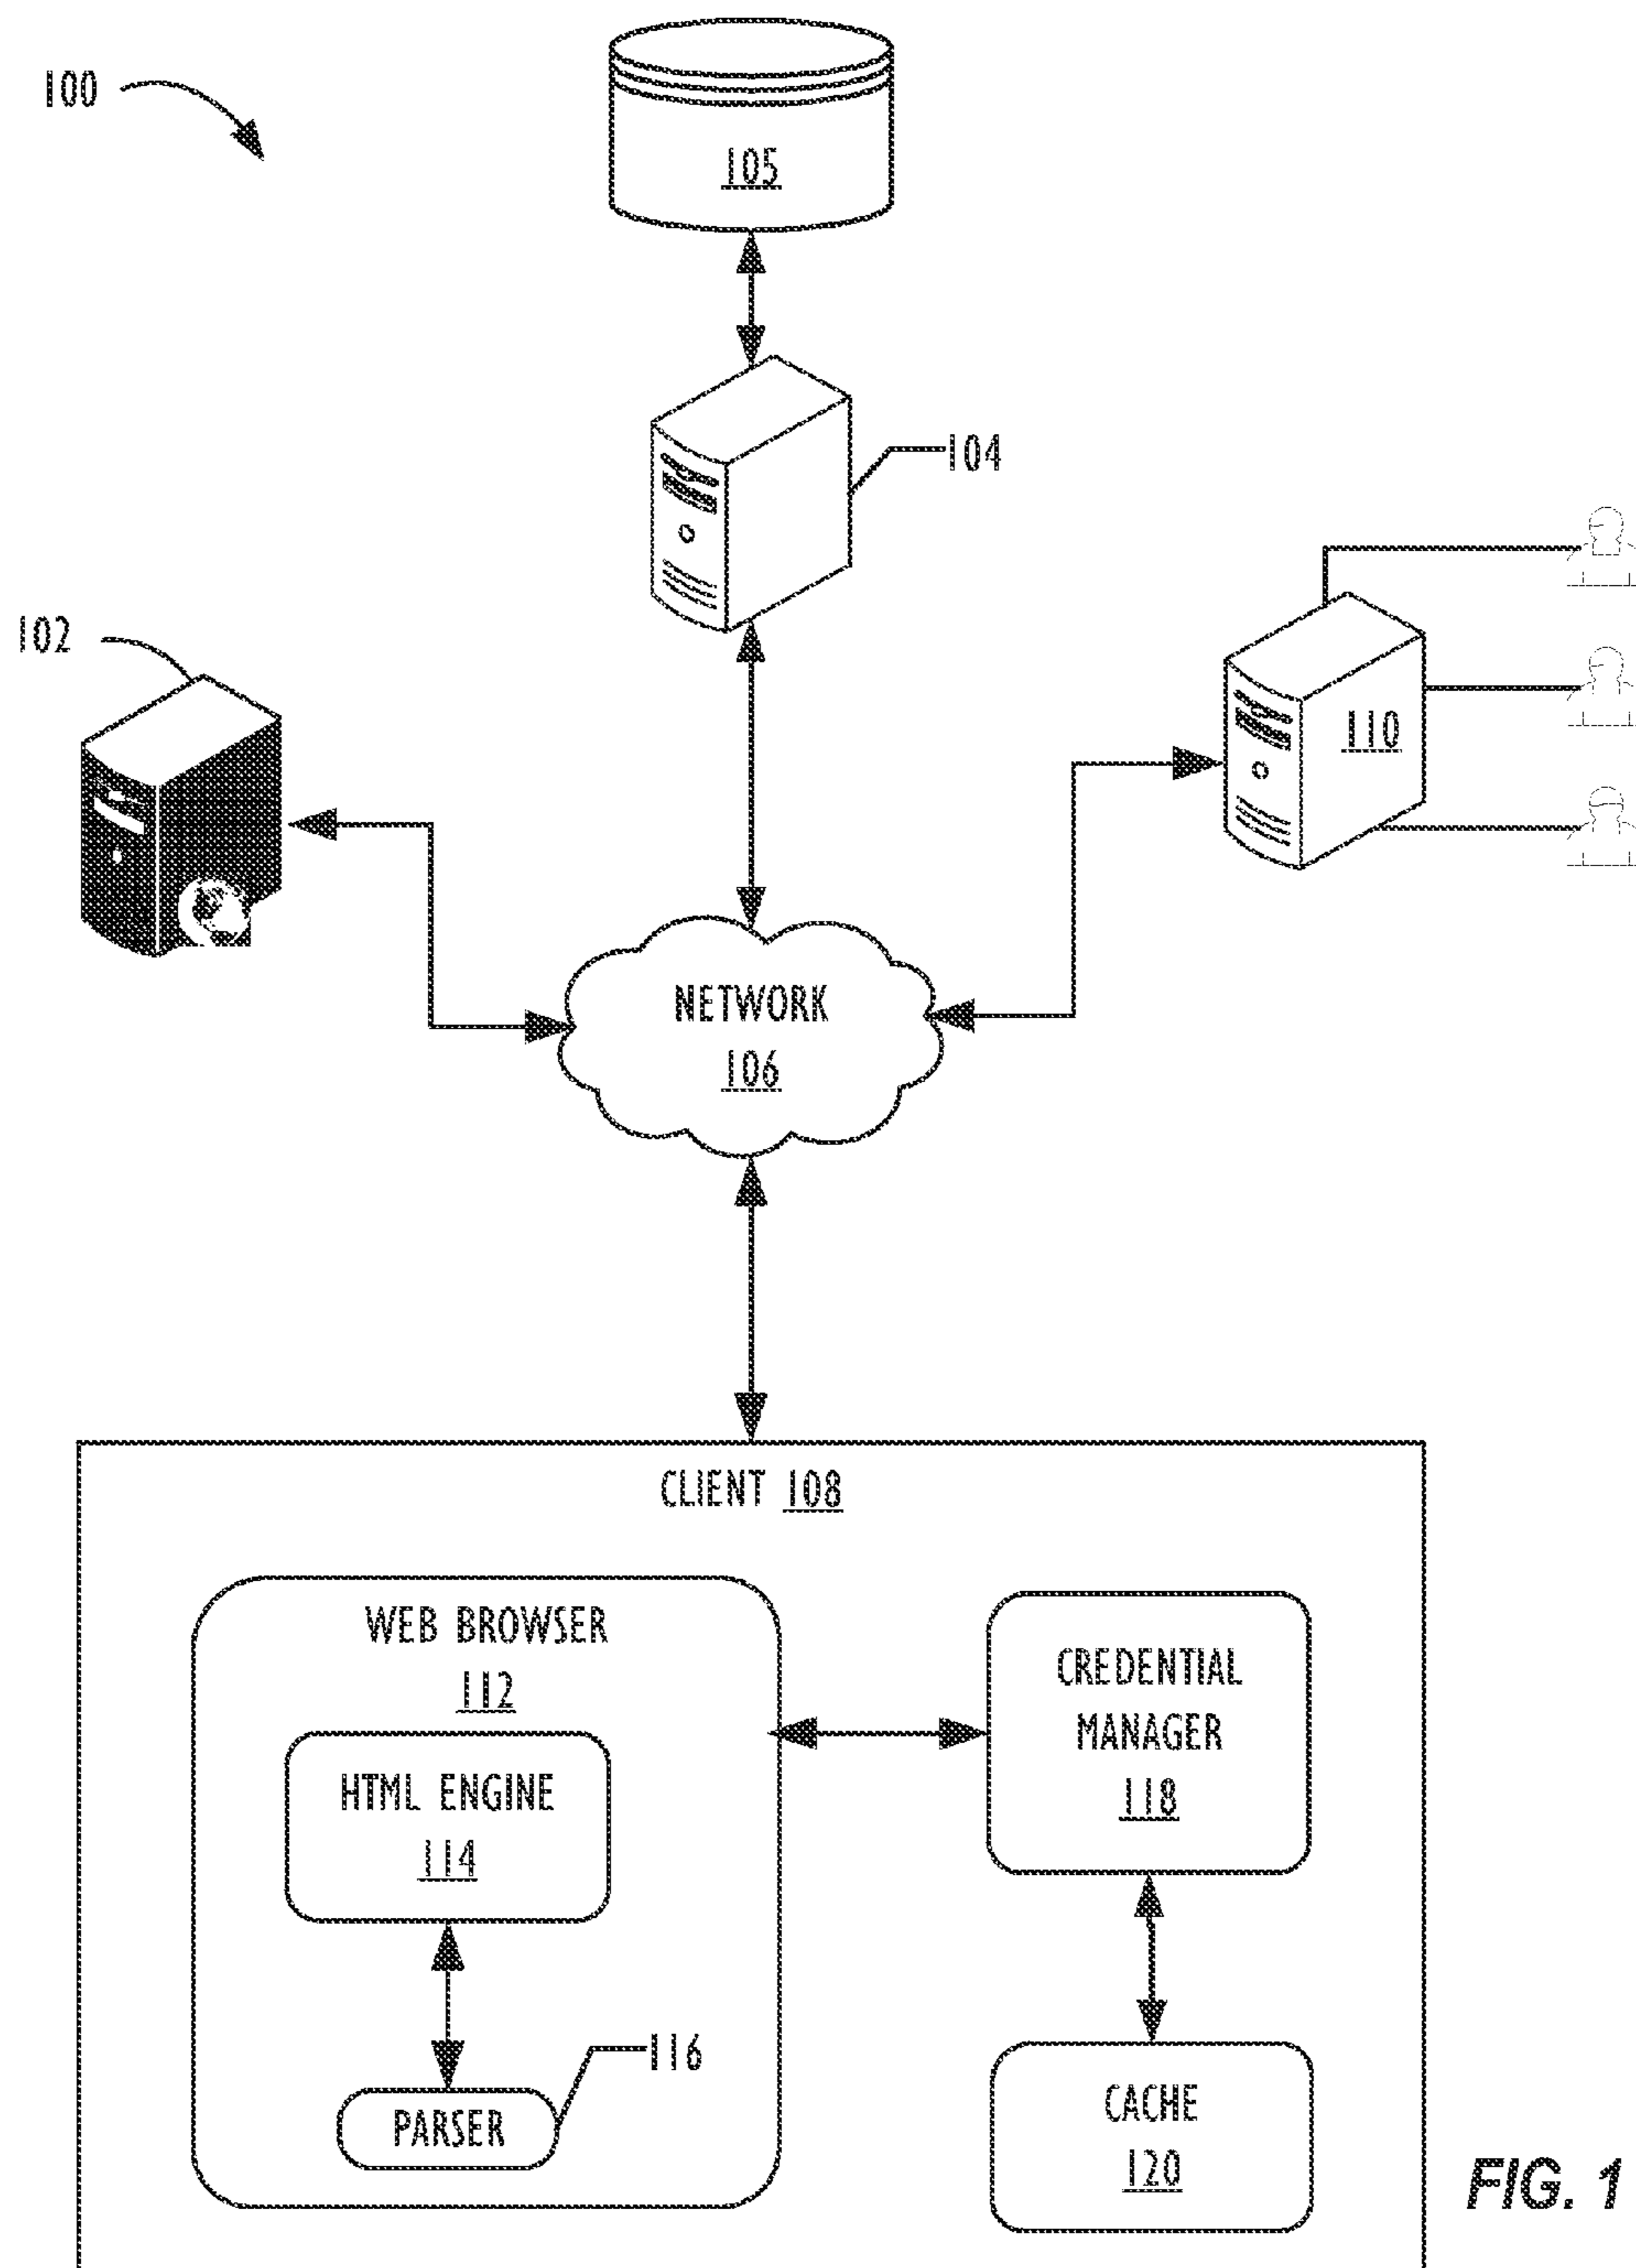 100
105
104
102
110
NETWORK
106
CLIENT 108
WEB BROWSER
112
CREDENTIAL
MANAGER
118
HTML ENGINE
114
116
PARSER
CACHE
120
FIG. 1